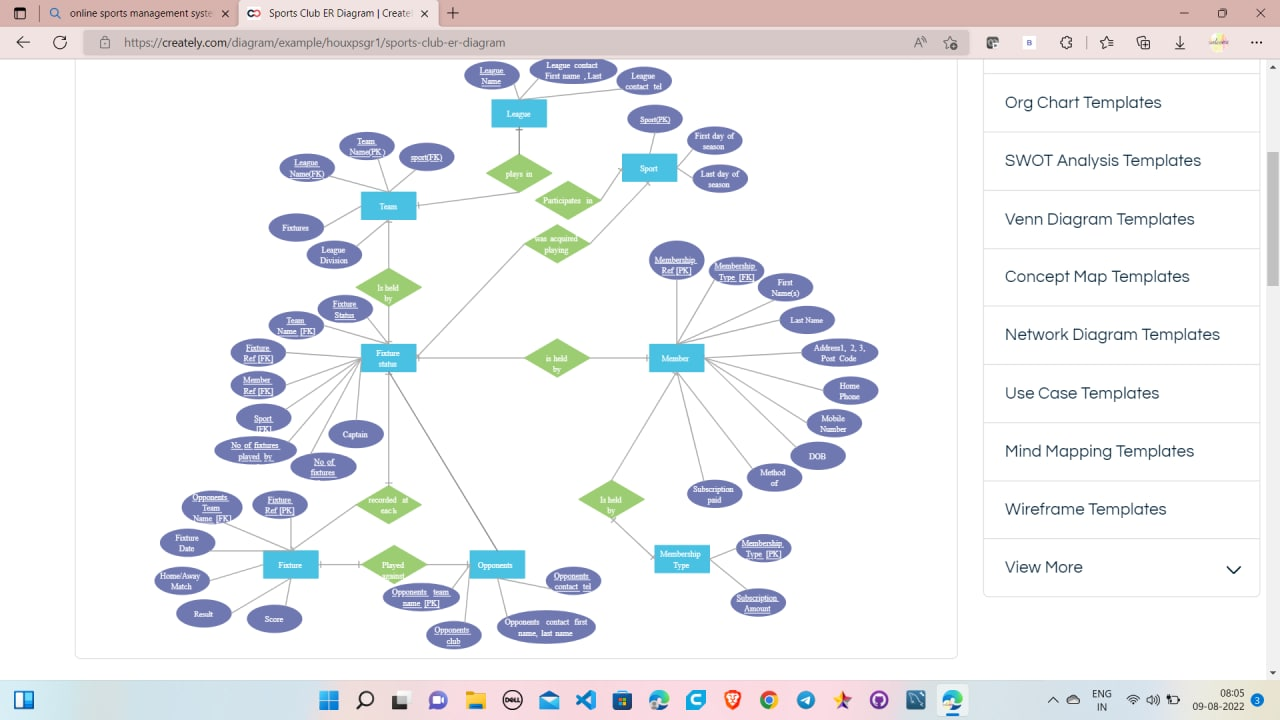 online sports management syste
Sports Club ER Diagram | Create
https://creately.com/diagram/example/houxpsgr1/sports-club-er-diagram
League
Name
League contact
First name , Last
League
contact tel
League
Sport(PK)
First day of
season
Last day of
season
Sport
plays in
Participates in
was acquired
playing
Team
Name(PK)
sport(FK)
League
Name(FK)
Team
Fixtures
League
Division
Is held
by
Fixture
Status
Team
Name [FK]
Fixture
Ref [FK]
Member
Ref [FK]
Sport
[FK]
No of fixtures
played by
No of
fixtures
Captain
Fixture
status
is held
by
Membership
Ref [PK]
Membership
Type [FK]
First
Name(s)
Last Name
Address1, 2, 3,
Post Code
Home
Phone
Mobile
Number
DOB
Method
of
Subscription
paid
Member
Is held
by
Membership
Type
Membership
Type [PK]
Subscription
Amount
recorded at
each
Opponents
Team
Name [FK]
Fixture
Ref [PK]
Fixture
Date
Home/Away
Match
Result
Score
Fixture
Played
against
Opponents
Opponents team
name [PK]
Opponents
club
Opponents contact first
name, last name
Opponents
contact tel
Org Chart Templates
SWOT Analysis Templates
Venn Diagram Templates
Concept Map Templates
Network Diagram Templates
Use Case Templates
Mind Mapping Templates
Wireframe Templates
View More
DELL
ENG
IN
08:05
09-08-2022
3